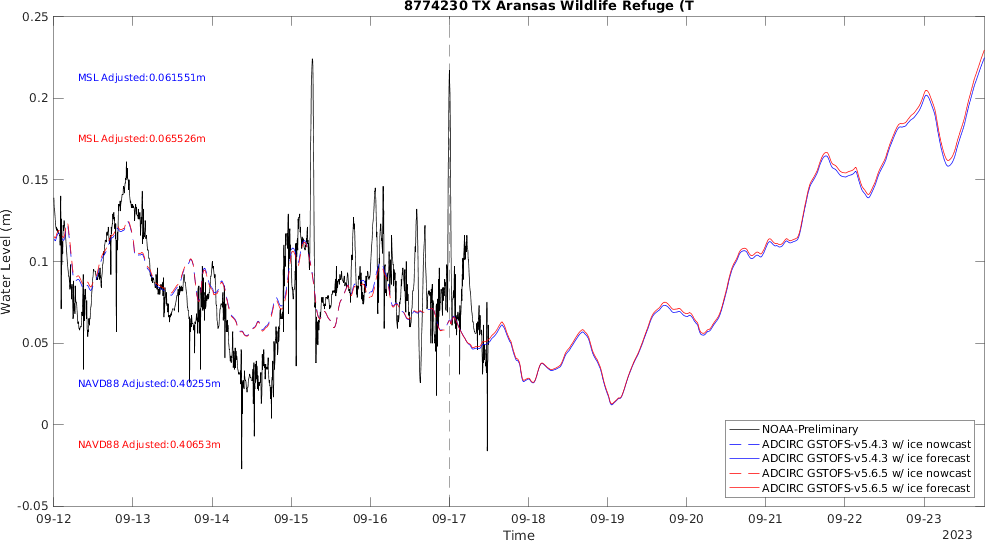 8774230 TX Aransas Wildlife Refuge (T
0.25
0.2
0.15
0.1
0.05
0
-0.05
Water Level (m)
MSL Adjusted:0.061551m
MSL Adjusted:0.065526m
NAVD88 Adjusted:0.40255m
NAVD88 Adjusted:0.40653m
NOAA-Preliminary
ADCIRC GSTOFS-v5.4.3 w/ ice nowcast
ADCIRC GSTOFS-v5.4.3 w/ ice forecast
ADCIRC GSTOFS-v5.6.5 w/ ice nowcast
ADCIRC GSTOFS-v5.6.5 w/ ice forecast
09-12 09-13 09-14 09-15 09-16 09-17 09-18 09-19 09-20 09-21 09-22 09-23
Time
2023